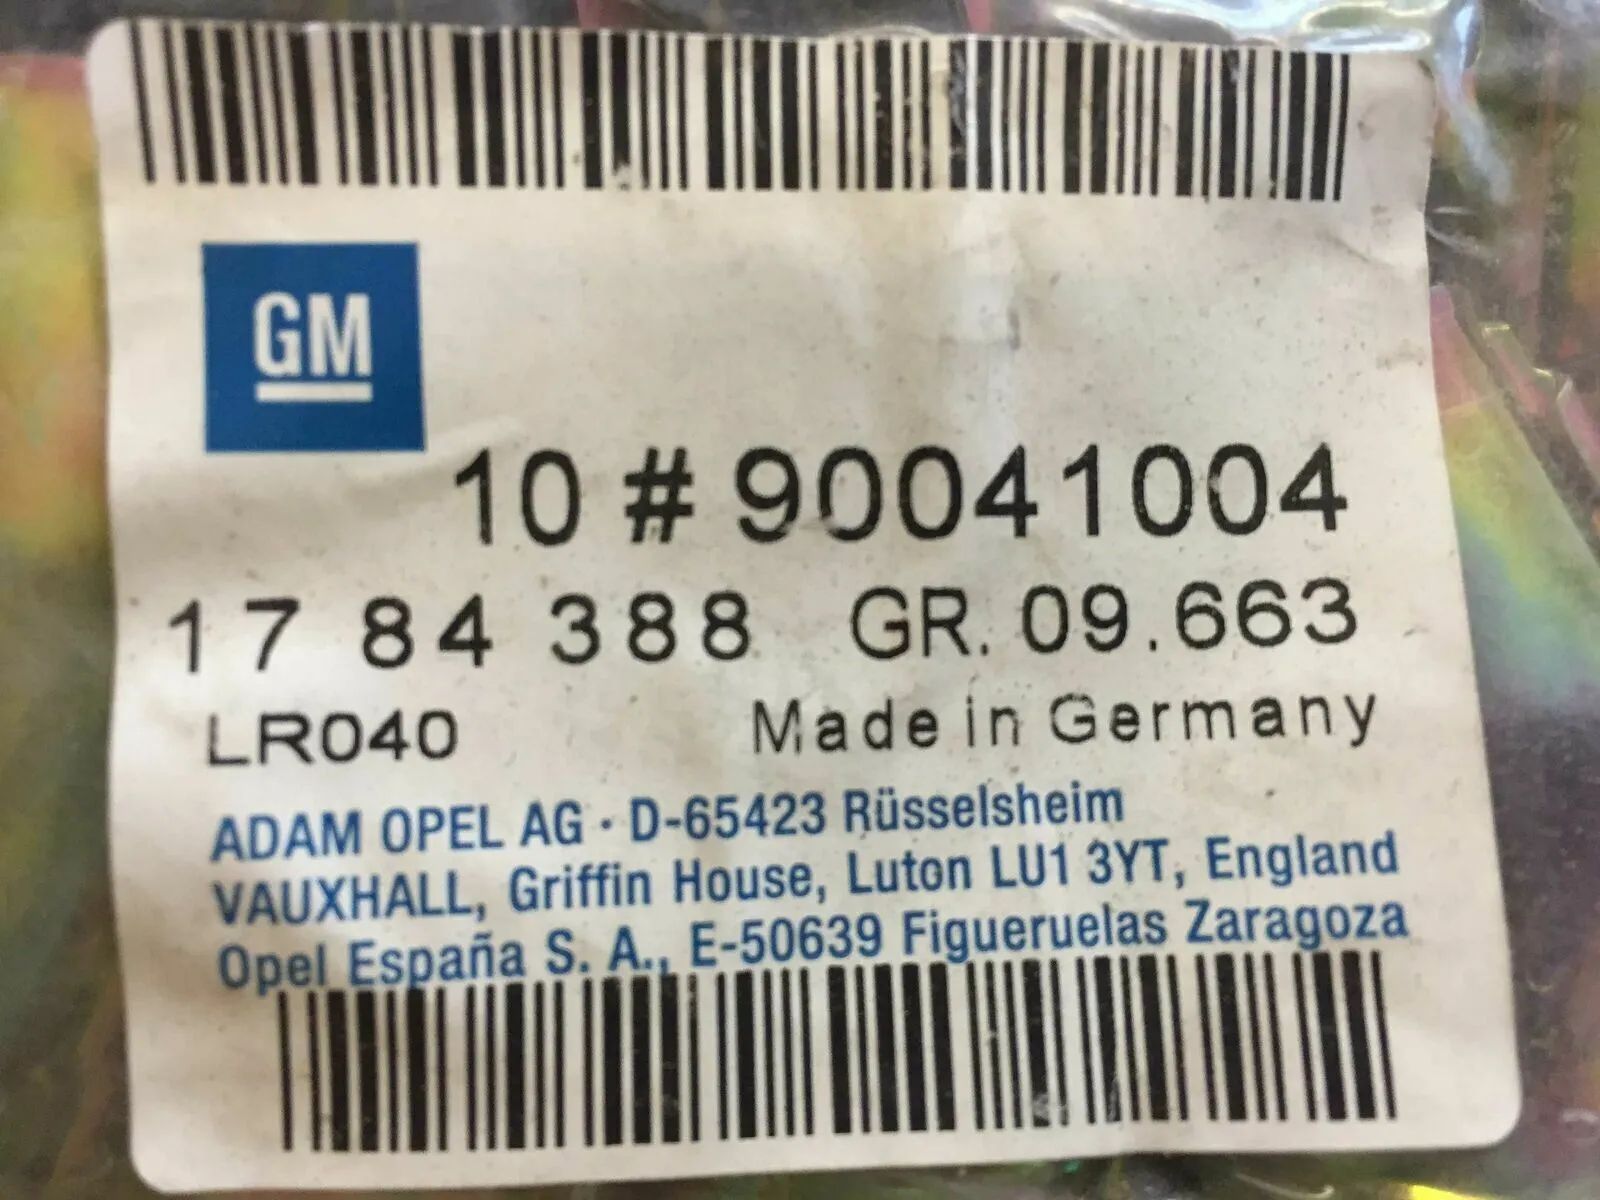 GM
10 # 90041004
17 84 388 GR. 09.663
LR040 Made in Germany
ADAM OPEL AG · D-65423 Rüsselsheim
VAUXHALL, Griffin House, Luton LU1 3YT, England
Opel España S. A., E-50639 Figueruelas Zaragoza